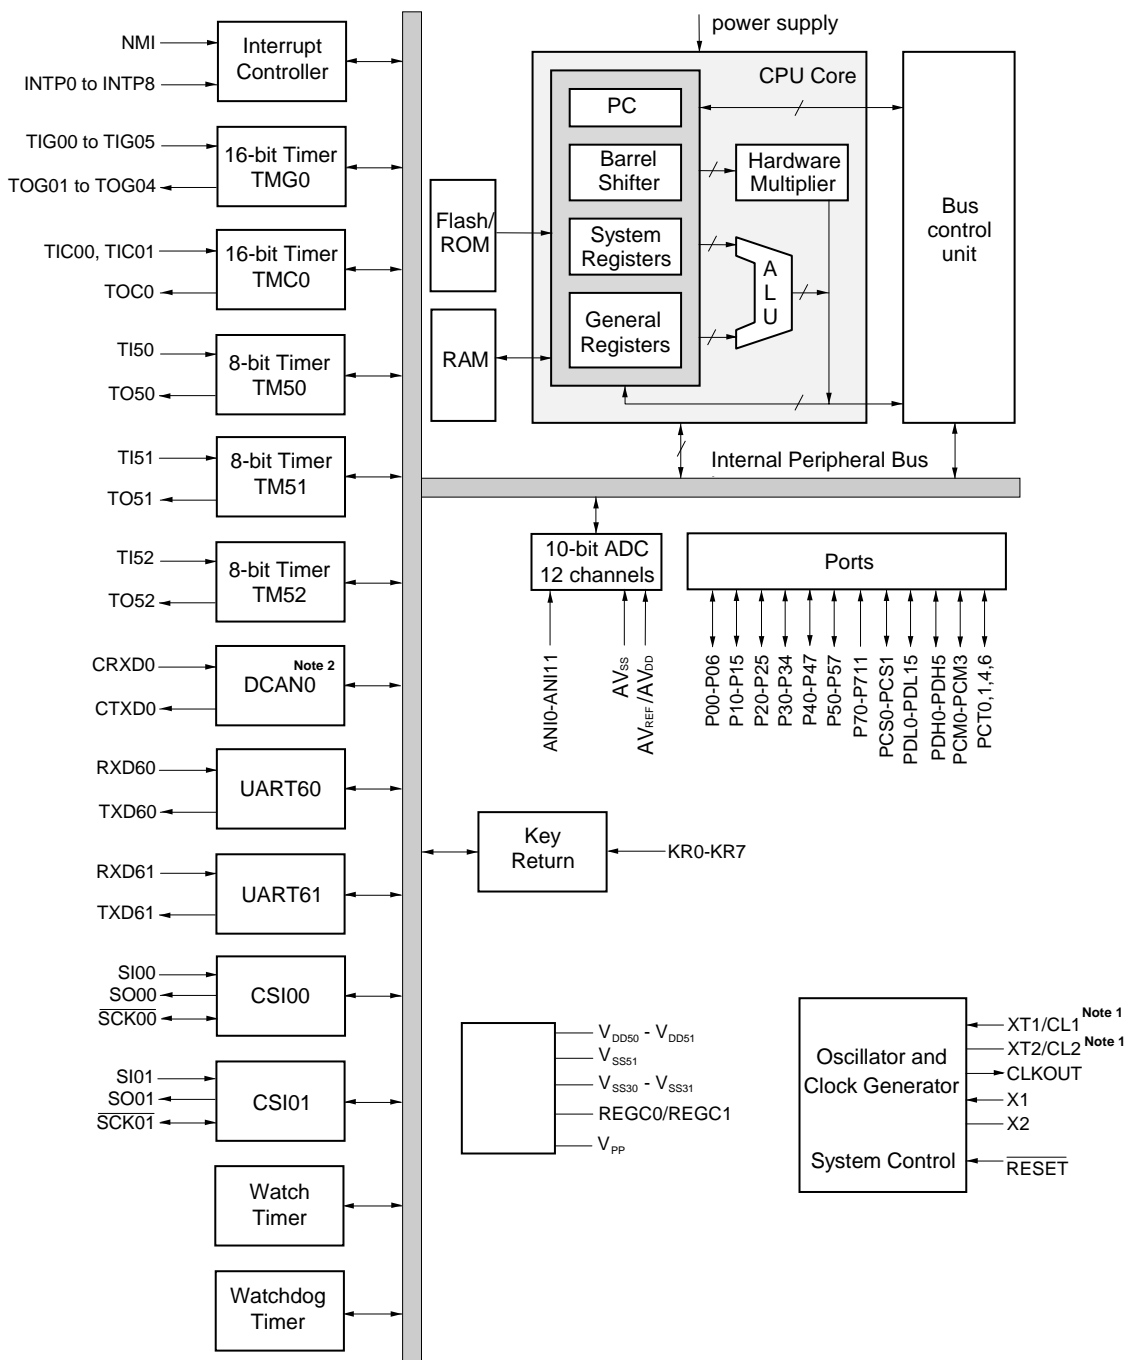 NMI
INTP0 to INTP8
Interrupt
Controller
TIG00 to TIG05
TOG01 to TOG04
16-bit Timer
TMG0
TIC00, TIC01
TOC0
16-bit Timer
TMC0
TI50
TO50
8-bit Timer
TM50
TI51
TO51
8-bit Timer
TM51
TI52
TO52
8-bit Timer
TM52
CRXD0
CTXD0
Note 2
DCAN0
RXD60
TXD60
UART60
RXD61
TXD61
UART61
SI00
SO00
SCK00
CSI00
SI01
SO01
SCK01
CSI01
Watch
Timer
Watchdog
Timer
power supply
CPU Core
PC
Barrel
Shifter
Hardware
Multiplier
System
Registers
General
Registers
ALU
Flash/
ROM
RAM
Bus
control
unit
Internal Peripheral Bus
10-bit ADC
12 channels
ANI0-ANI11
AVSS
AVREF/AVDD
Ports
P00-P06
P10-P15
P20-P25
P30-P34
P40-P47
P50-P57
P70-P711
PCS0-PCS1
PDL0-PDL15
PDH0-PDH5
PCM0-PCM3
PCT0,1,4,6
Key
Return
KR0-KR7
VDD50 - VDD51
VSS51
VSS30 - VSS31
REGC0/REGC1
VPP
Oscillator and
Clock Generator
System Control
XT1/CL1 Note 1
XT2/CL2 Note 1
CLKOUT
X1
X2
RESET